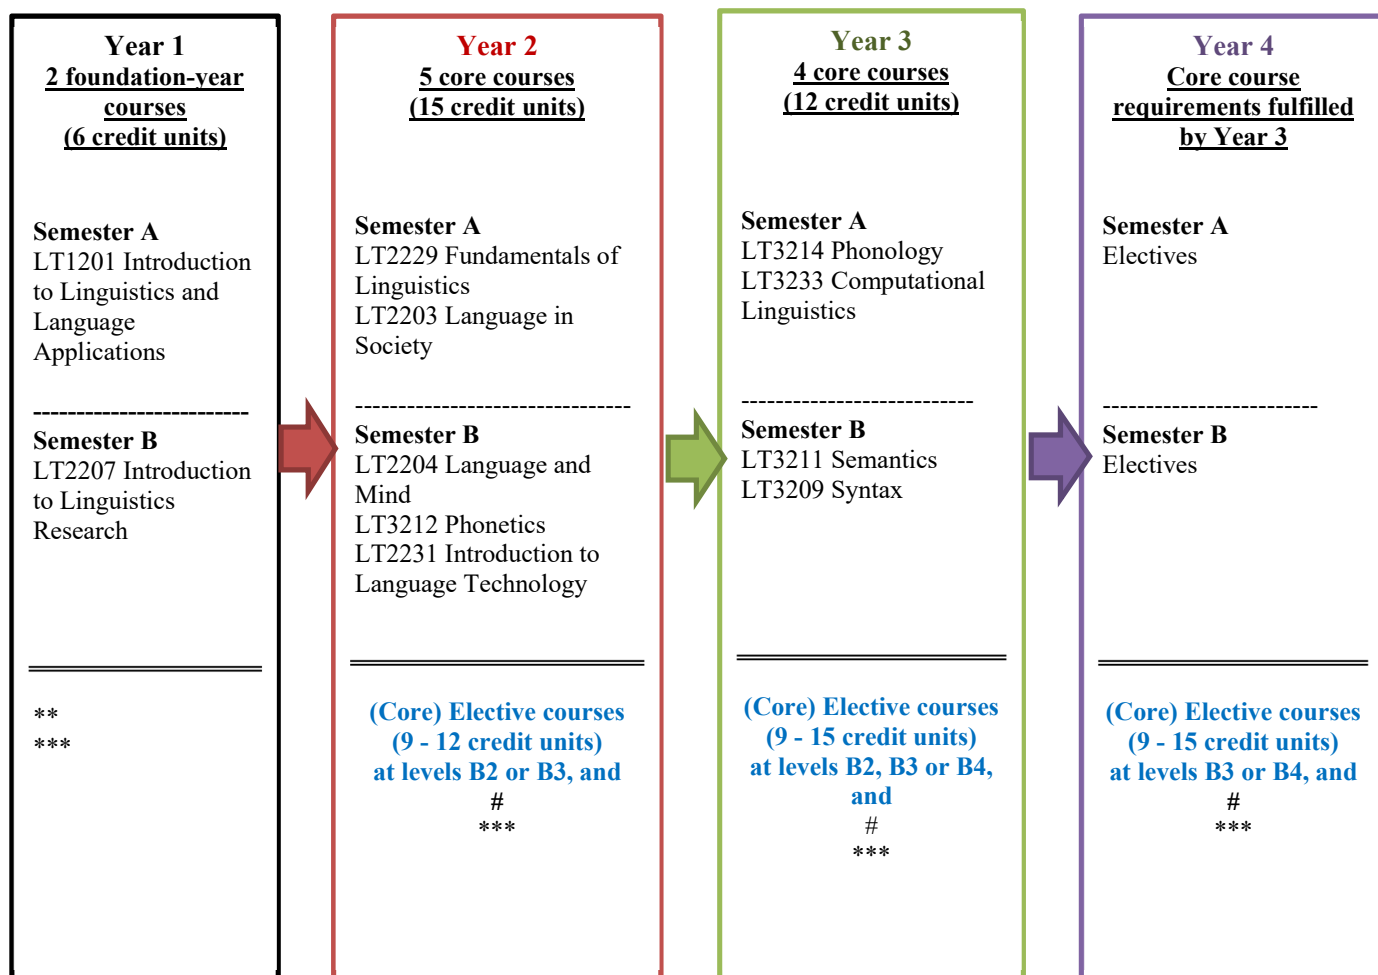 Year 1
2 foundation-year
courses
(6 credit units)
Semester A
LT1201 Introduction
to Linguistics and
Language
Applications
-------------------------
Semester B
LT2207 Introduction
to Linguistics
Research
**
***
Year 2
5 core courses
(15 credit units)
Semester A
LT2229 Fundamentals of
Linguistics
LT2203 Language in
Society
--------------------------------
Semester B
LT2204 Language and
Mind
LT3212 Phonetics
LT2231 Introduction to
Language Technology
(Core) Elective courses
(9 - 12 credit units)
at levels B2 or B3, and
#
***
Year 3
4 core courses
(12 credit units)
Semester A
LT3214 Phonology
LT3233 Computational
Linguistics
---------------------------
Semester B
LT3211 Semantics
LT3209 Syntax
(Core) Elective courses
(9 - 15 credit units)
at levels B2, B3 or B4,
and
#
***
Year 4
Core course
requirements fulfilled
by Year 3
Semester A
Electives
-------------------------
Semester B
Electives
(Core) Elective courses
(9 - 15 credit units)
at levels B3 or B4, and
#
***